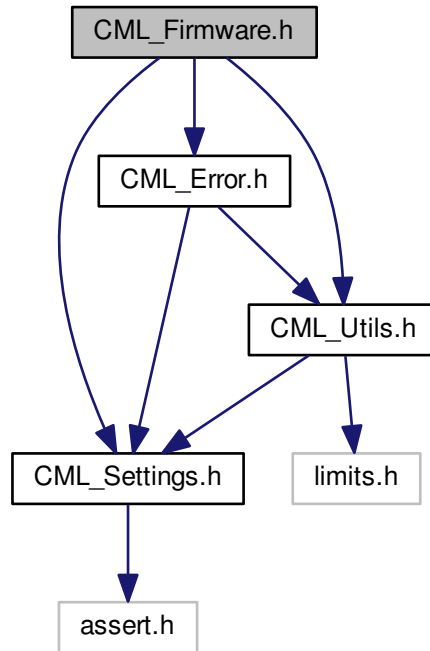 CML_Firmware.h
CML_Error.h
CML_Utils.h
CML_Settings.h
limits.h
assert.h